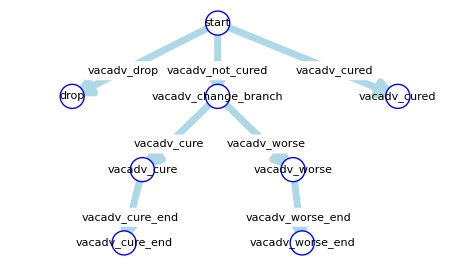 start
vacadv_drop
vacadv_not_cured
vacadv_cured
drop
vacadv_change_branch
vacadv_cured
vacadv_cure
vacadv_worse
vacadv_cure
vacadv_worse
vacadv_cure_end
vacadv_worse_end
vacadv_cure_end
vacadv_worse_end